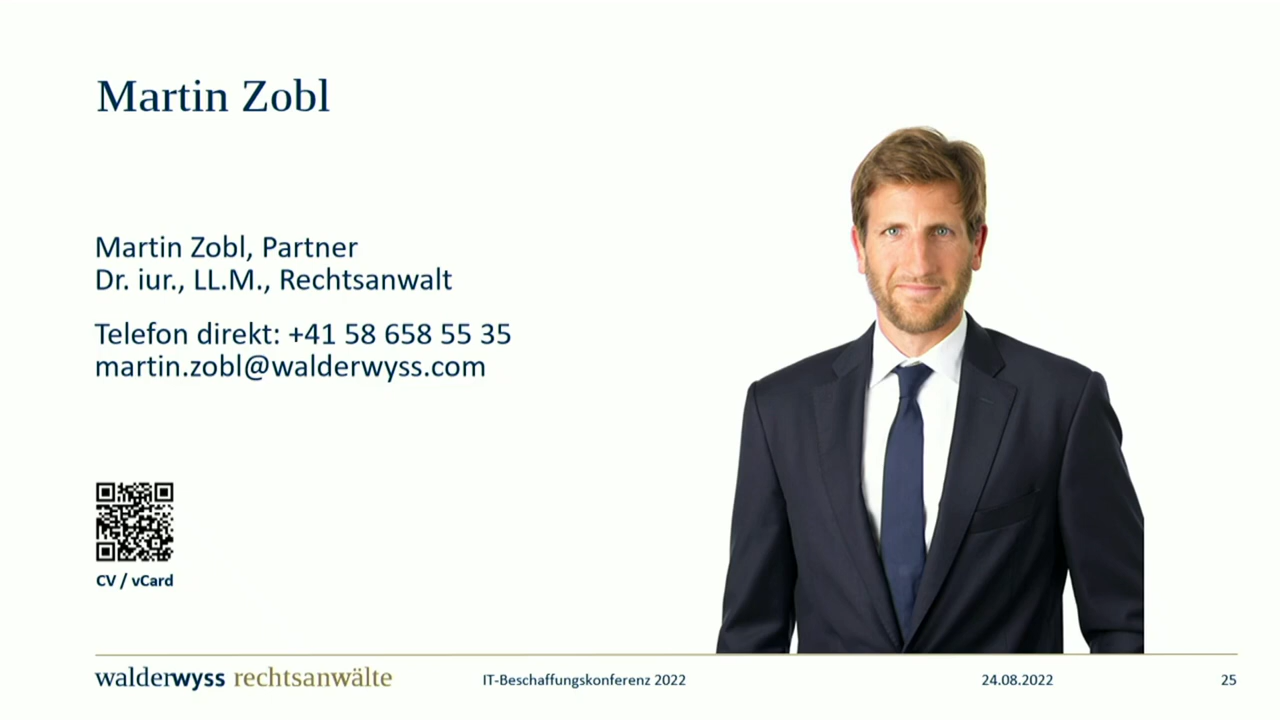 Martin Zobl
Martin Zobl, Partner
Dr. iur., LL.M., Rechtsanwalt
Telefon direkt: +41 58 658 55 35
martin.zobl@walderwyss.com
CV / vCard
walderwyss rechtsanwälte
IT-Beschaffungskonferenz 2022
24.08.2022
25